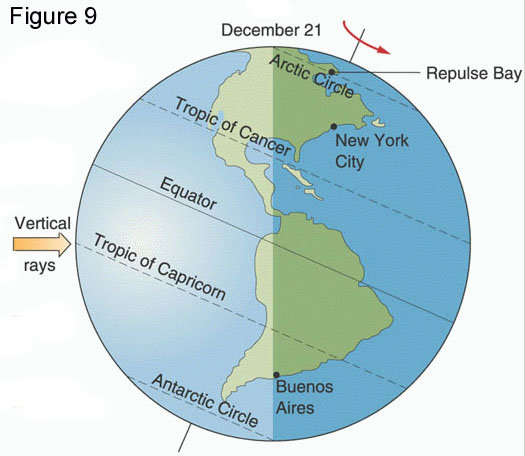 Figure 9
December 21
Arctic Circle
Repulse Bay
Tropic of Cancer
New York
City
Equator
Vertical
rays
Tropic of Capricorn
Buenos
Aires
Antarctic Circle